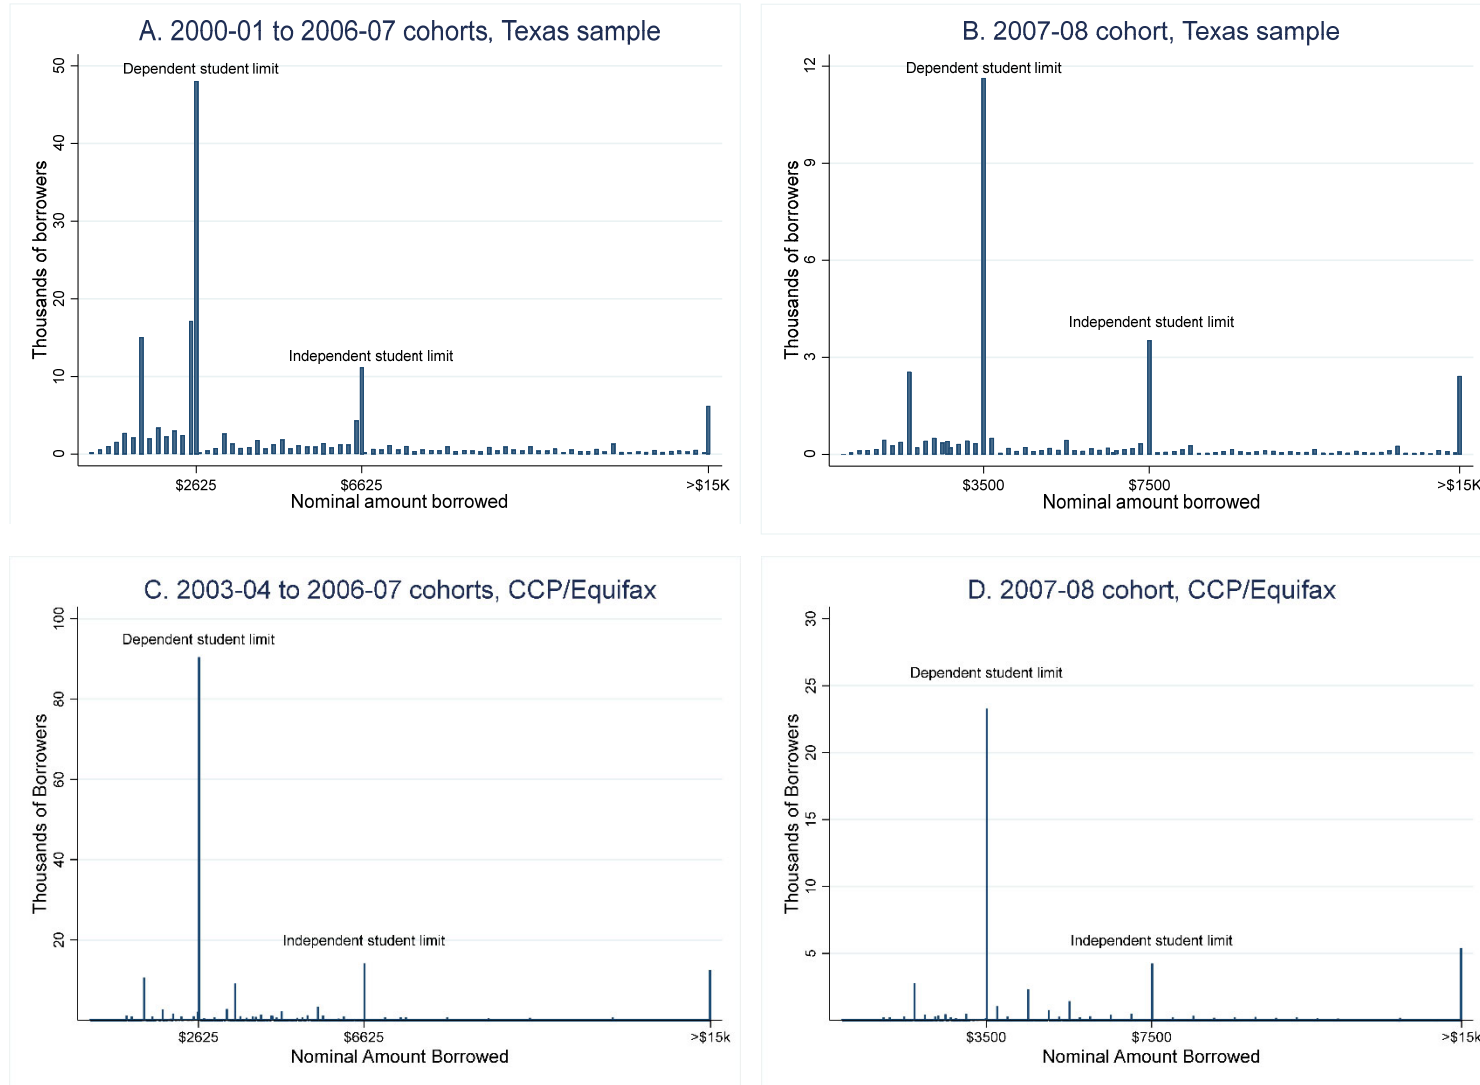 A. 2000-01 to 2006-07 cohorts, Texas sample
Dependent student limit
Independent student limit
Thousands of borrowers
50
40
30
20
10
0
$2625
$6625
>$15K
Nominal amount borrowed
B. 2007-08 cohort, Texas sample
Dependent student limit
Independent student limit
Thousands of borrowers
12
9
6
3
0
$3500
$7500
>$15K
Nominal amount borrowed
C. 2003-04 to 2006-07 cohorts, CCP/Equifax
Dependent student limit
Independent student limit
Thousands of Borrowers
100
80
60
40
20
$2625
$6625
>$15k
Nominal Amount Borrowed
D. 2007-08 cohort, CCP/Equifax
Dependent student limit
Independent student limit
Thousands of Borrowers
30
25
20
15
10
5
$3500
$7500
>$15k
Nominal Amount Borrowed